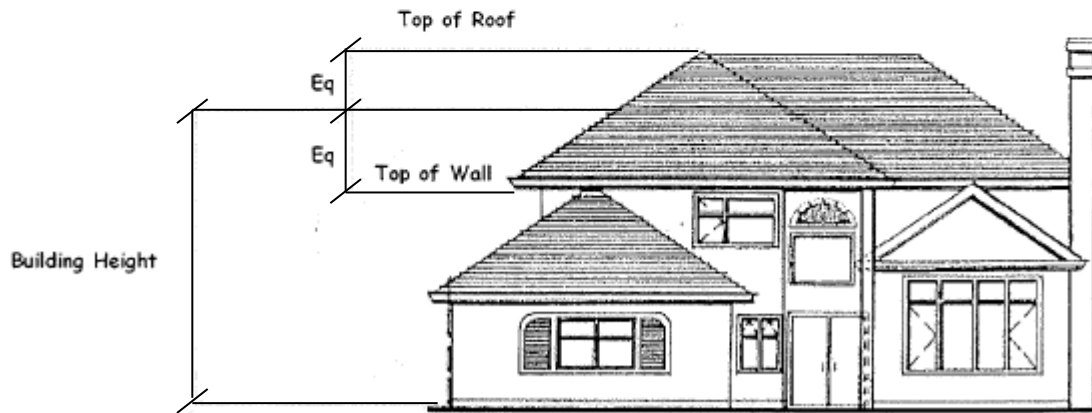 Top of Roof
Eq
Eq
Top of Wall
Building Height